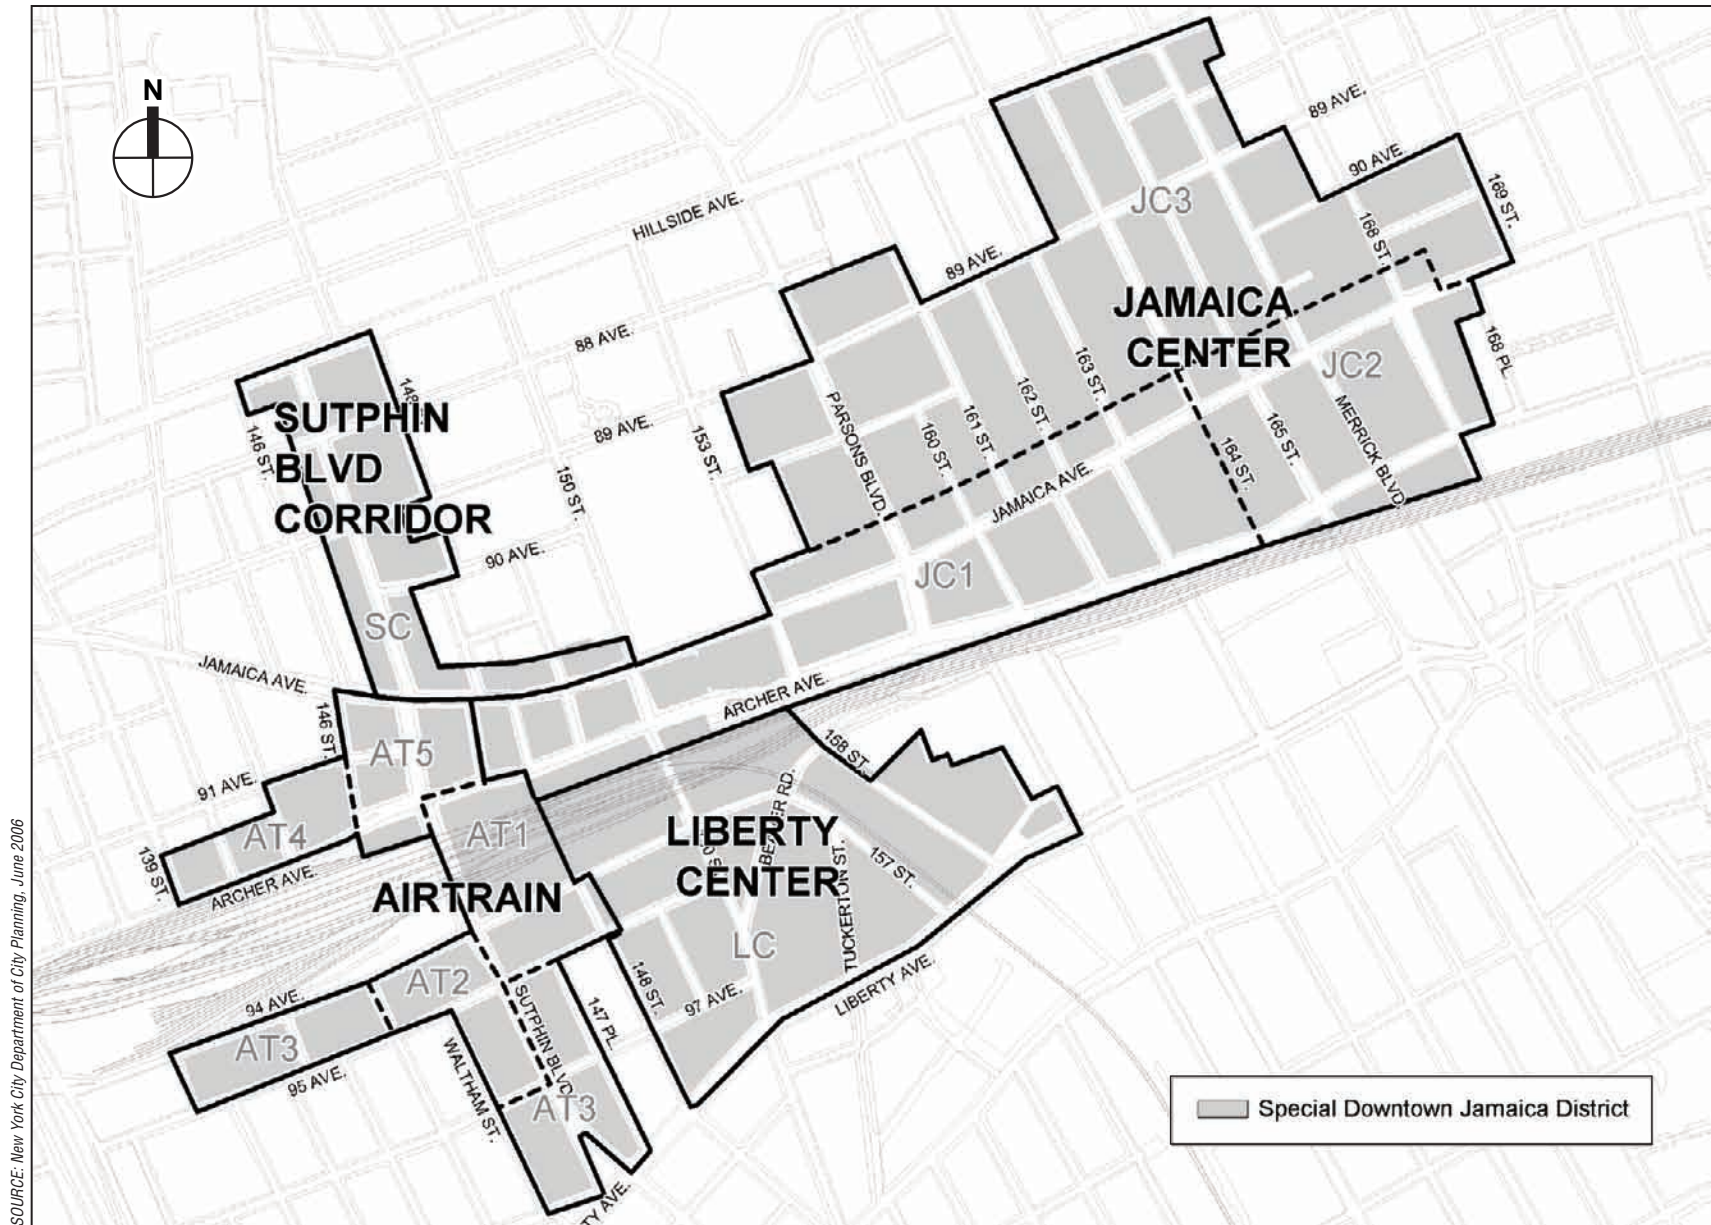 N
89 AVE.
90 AVE.
169 ST.
JC3
HILLSIDE AVE.
168 ST.
89 AVE.
JAMAICA
CENTER
88 AVE.
168 PL.
JC2
163 ST.
162 ST.
161 ST.
160 ST.
PARSONS BLVD.
MERRICK BLVD.
165 ST.
164 ST.
SUTPHIN
BLVD
CORRIDOR
146 ST.
89 AVE.
153 ST.
150 ST.
JAMAICA AVE.
90 AVE.
JC1
SC
JAMAICA AVE.
ARCHER AVE.
146 ST.
AT5
158 ST.
91 AVE.
AT4
AT1
BEAVER RD.
LIBERTY
CENTER
157 ST.
TUCKERTON ST.
139 ST.
ARCHER AVE.
AIRTRAIN
LC
148 ST.
97 AVE.
LIBERTY AVE.
AT2
94 AVE.
SUTPHIN BLVD.
147 PL.
AT3
95 AVE.
WALTHAM ST.
AT3
TY AVE.
Special Downtown Jamaica District
SOURCE: New York City Department of City Planning, June 2006